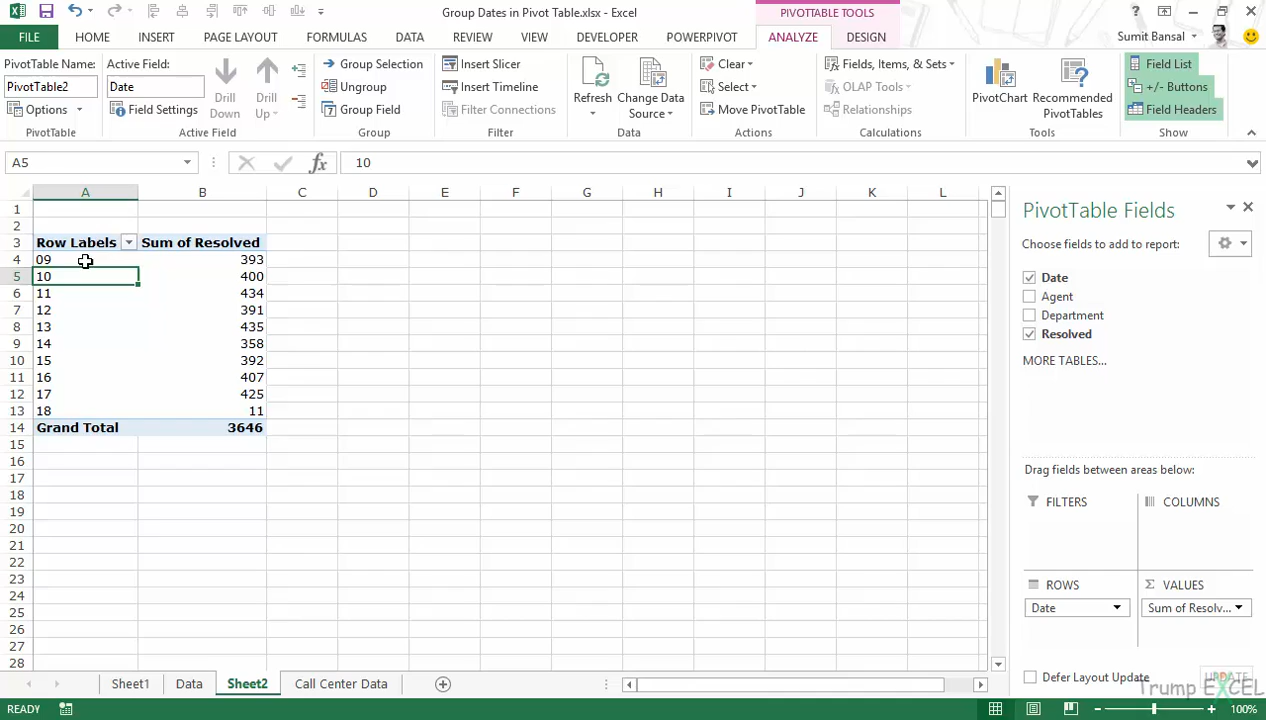 Group Dates in Pivot Table.xlsx - Excel
PIVOTTABLE TOOLS
FILE HOME INSERT PAGE LAYOUT FORMULAS DATA REVIEW VIEW DEVELOPER POWERPIVOT ANALYZE DESIGN
Sumit Bansal
PivotTable Name:
PivotTable2
Options
PivotTable
Active Field:
Date
Field Settings
Drill Down
Drill Up
Active Field
Group Selection
Ungroup
Group Field
Group
Insert Slicer
Insert Timeline
Filter Connections
Filter
Refresh
Change Data Source
Data
Clear
Select
Move PivotTable
Actions
Fields, Items, & Sets
OLAP Tools
Relationships
Calculations
PivotChart
Recommended PivotTables
Tools
Field List
+/- Buttons
Field Headers
Show
A5
fx
10
A B C D E F G H I J K L
1
2
3 Row Labels Sum of Resolved
4 09 393
5 10 400
6 11 434
7 12 391
8 13 435
9 14 358
10 15 392
11 16 407
12 17 425
13 18 11
14 Grand Total 3646
15
16
17
18
19
20
21
22
23
24
25
26
27
28
PivotTable Fields
Choose fields to add to report:
Date
Agent
Department
Resolved
MORE TABLES...
Drag fields between areas below:
FILTERS
COLUMNS
ROWS
Date
Σ VALUES
Sum of Resolv...
Defer Layout Update
UPDATE
Trump EXCEL
Sheet1 Data Sheet2 Call Center Data
READY
100%